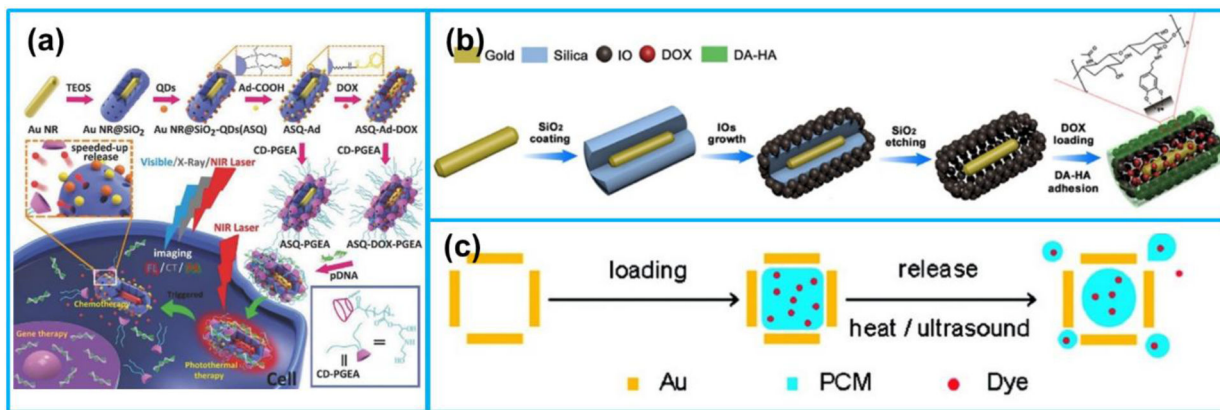 (a)
TEOS
QDs
Ad-COOH
DOX
Au NR
Au NR@SiO₂
Au NR@SiO₂-QDs(ASQ)
ASQ-Ad
ASQ-Ad-DOX
speeded-up
release
Visible/X-Ray/NIR Laser
CD-PGEA
CD-PGEA
NIR Laser
ASQ-PGEA
ASQ-DOX-PGEA
imaging
FL/CT/PA
pDNA
Chemotherapy
Triggered
Gene therapy
Photothermal
therapy
Cell
CD-PGEA
(b)
Gold
Silica
IO
DOX
DA-HA
SiO₂
coating
IOs
growth
SiO₂
etching
DOX
loading
DA-HA
adhesion
(c)
loading
release
heat / ultrasound
Au
PCM
Dye